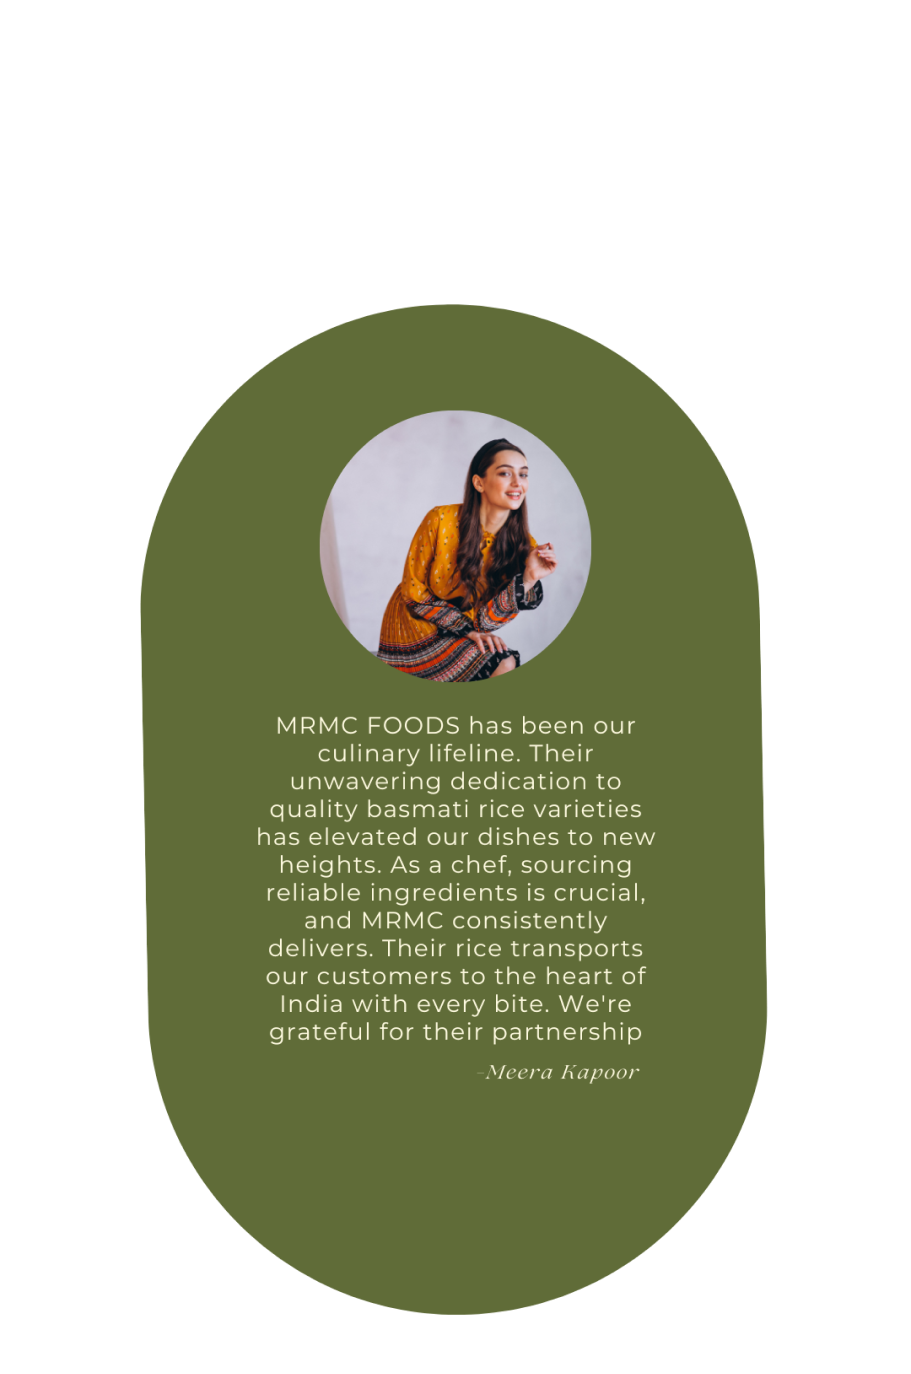 MRMC FOODS has been our
culinary lifeline. Their
unwavering dedication to
quality basmati rice varieties
has elevated our dishes to new
heights. As a chef, sourcing
reliable ingredients is crucial,
and MRMC consistently
delivers. Their rice transports
our customers to the heart of
India with every bite. We're
grateful for their partnership
-Meera Kapoor